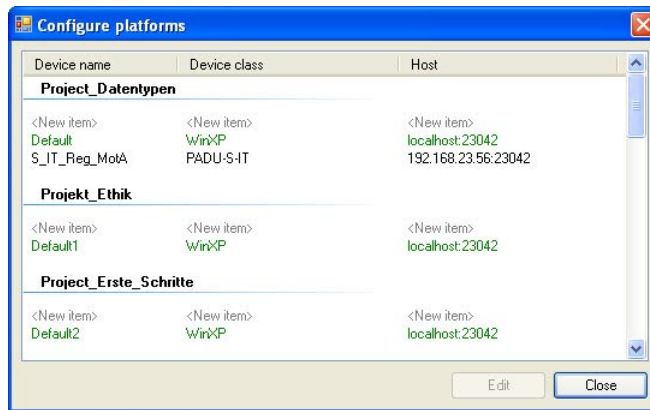 Configure platforms
Device name Device class Host
Project_Datentypen
<New item> <New item> <New item>
Default WinXP localhost:23042
S_IT_Reg_MotA PADU-S-IT 192.168.23.56:23042
Projekt_Ethik
<New item> <New item> <New item>
Default1 WinXP localhost:23042
Project_Erste_Schritte
<New item> <New item> <New item>
Default2 WinXP localhost:23042
Edit Close